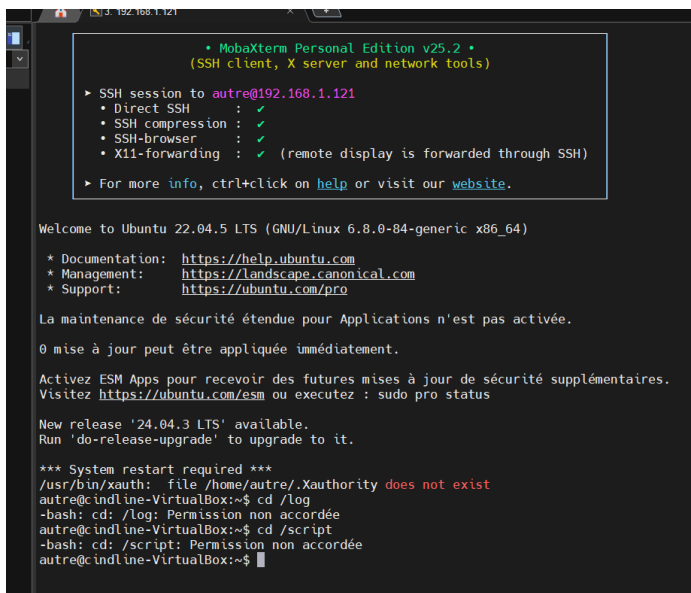 3. 192.168.1.121
• MobaXterm Personal Edition v25.2 •
(SSH client, X server and network tools)
➤ SSH session to autre@192.168.1.121
• Direct SSH : ✔
• SSH compression : ✔
• SSH-browser : ✔
• X11-forwarding : ✔ (remote display is forwarded through SSH)
➤ For more info, ctrl+click on help or visit our website.
Welcome to Ubuntu 22.04.5 LTS (GNU/Linux 6.8.0-84-generic x86_64)
* Documentation: https://help.ubuntu.com
* Management: https://landscape.canonical.com
* Support: https://ubuntu.com/pro
La maintenance de sécurité étendue pour Applications n'est pas activée.
0 mise à jour peut être appliquée immédiatement.
Activez ESM Apps pour recevoir des futures mises à jour de sécurité supplémentaires.
Visitez https://ubuntu.com/esm ou executez : sudo pro status
New release '24.04.3 LTS' available.
Run 'do-release-upgrade' to upgrade to it.
*** System restart required ***
/usr/bin/xauth: file /home/autre/.Xauthority does not exist
autre@cindline-VirtualBox:~$ cd /log
-bash: cd: /log: Permission non accordée
autre@cindline-VirtualBox:~$ cd /script
-bash: cd: /script: Permission non accordée
autre@cindline-VirtualBox:~$